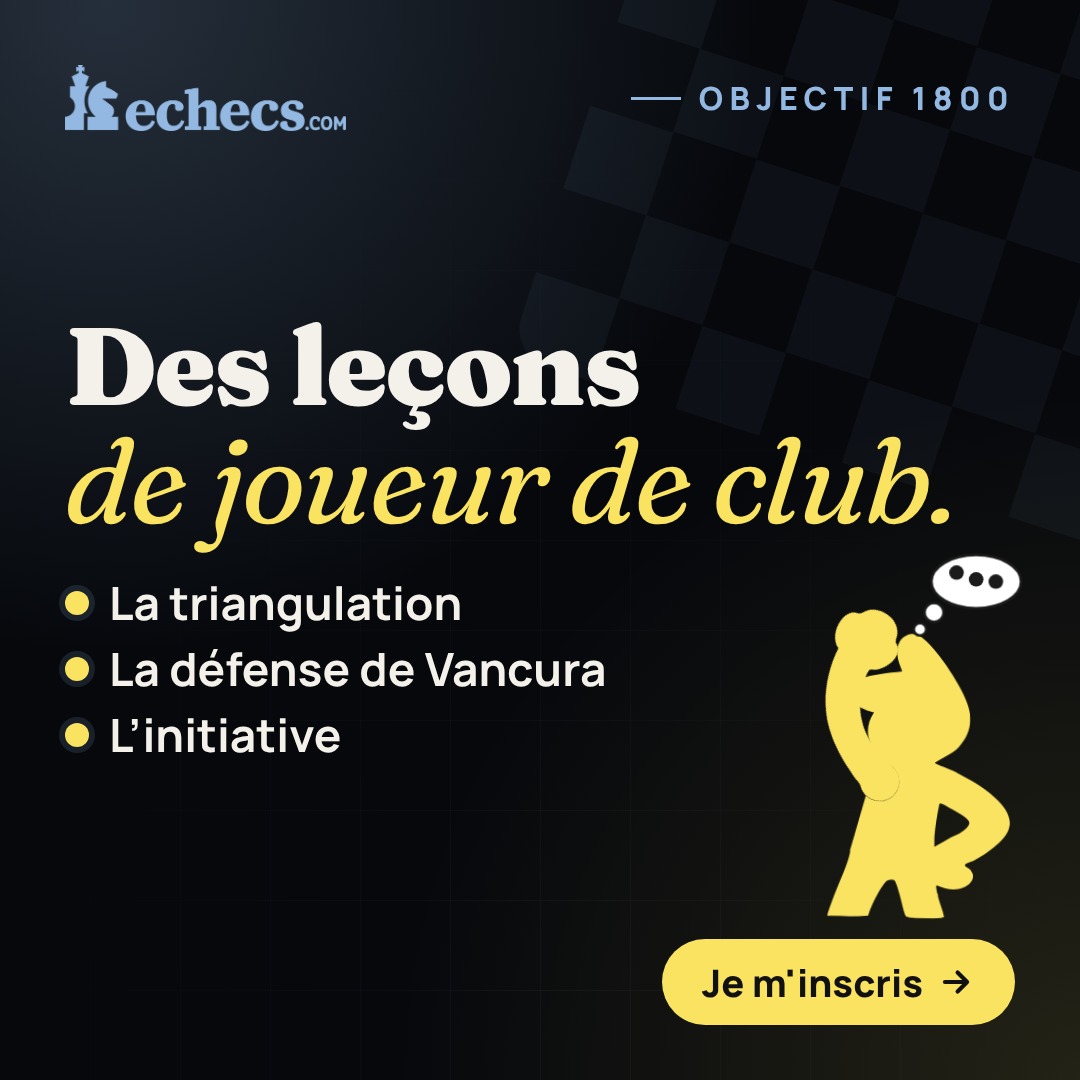 echecs.COM
OBJECTIF 1800
Des leçons
de joueur de club.
La triangulation
La défense de Vancura
L’initiative
Je m'inscris →